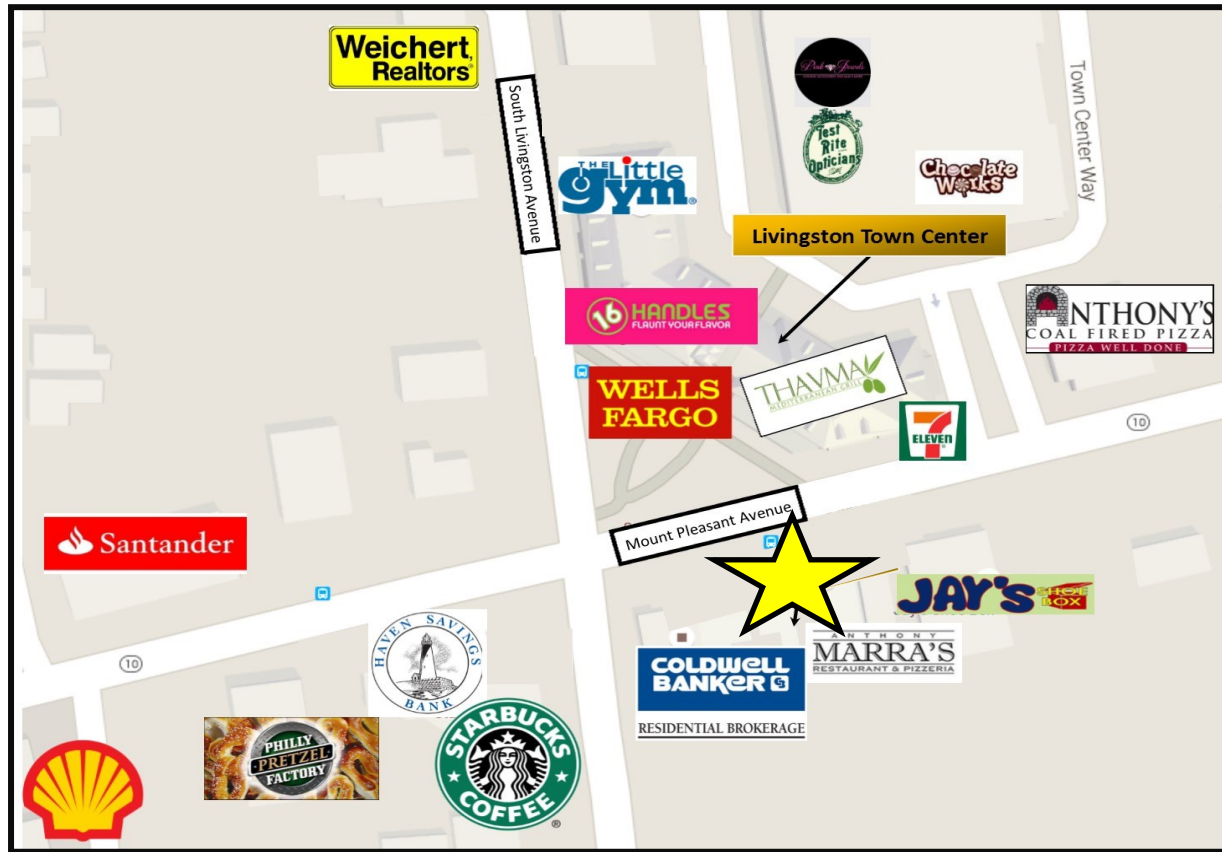 Weichert,
Realtors®
South Livingston Avenue
Pink Jewels
Town Center Way
Test
Rite
Opticians
THE Little
gym®
Chocolate
Works
Livingston Town Center
16 HANDLES
FLAUNT YOUR FLAVOR
ANTHONY'S
COAL FIRED PIZZA
PIZZA WELL DONE
WELLS
FARGO
THAVMA
MEDITERRANEAN GRILL
7
ELEVEN
10
Mount Pleasant Avenue
Santander
JAY'S SHOE
BOX
HAVEN SAVINGS
BANK
ANTHONY
MARRA'S
RESTAURANT & PIZZERIA
COLDWELL
BANKER CB
RESIDENTIAL BROKERAGE
10
PHILLY
PRETZEL
FACTORY
STARBUCKS
COFFEE
®